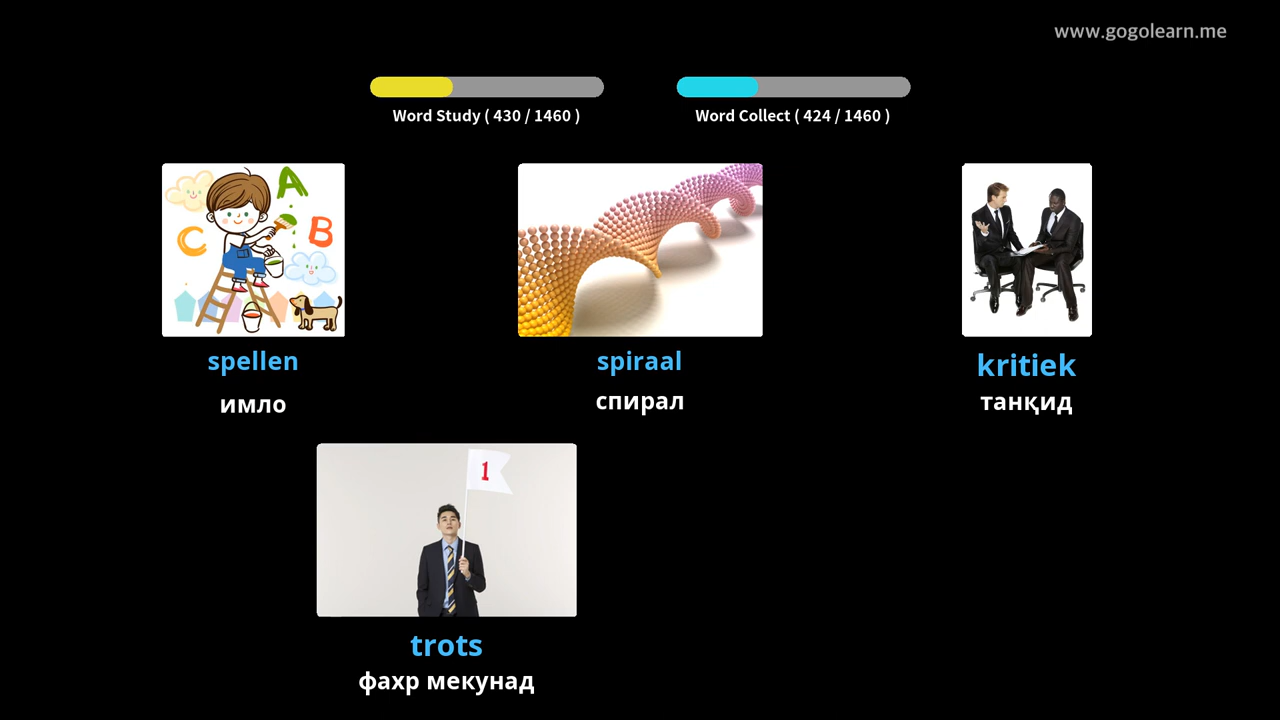 www.gogolearn.me
Word Study ( 430 / 1460 )
Word Collect ( 424 / 1460 )
A
B
C
spellen
имло
spiraal
спирал
kritiek
танқид
1
trots
фахр мекунад